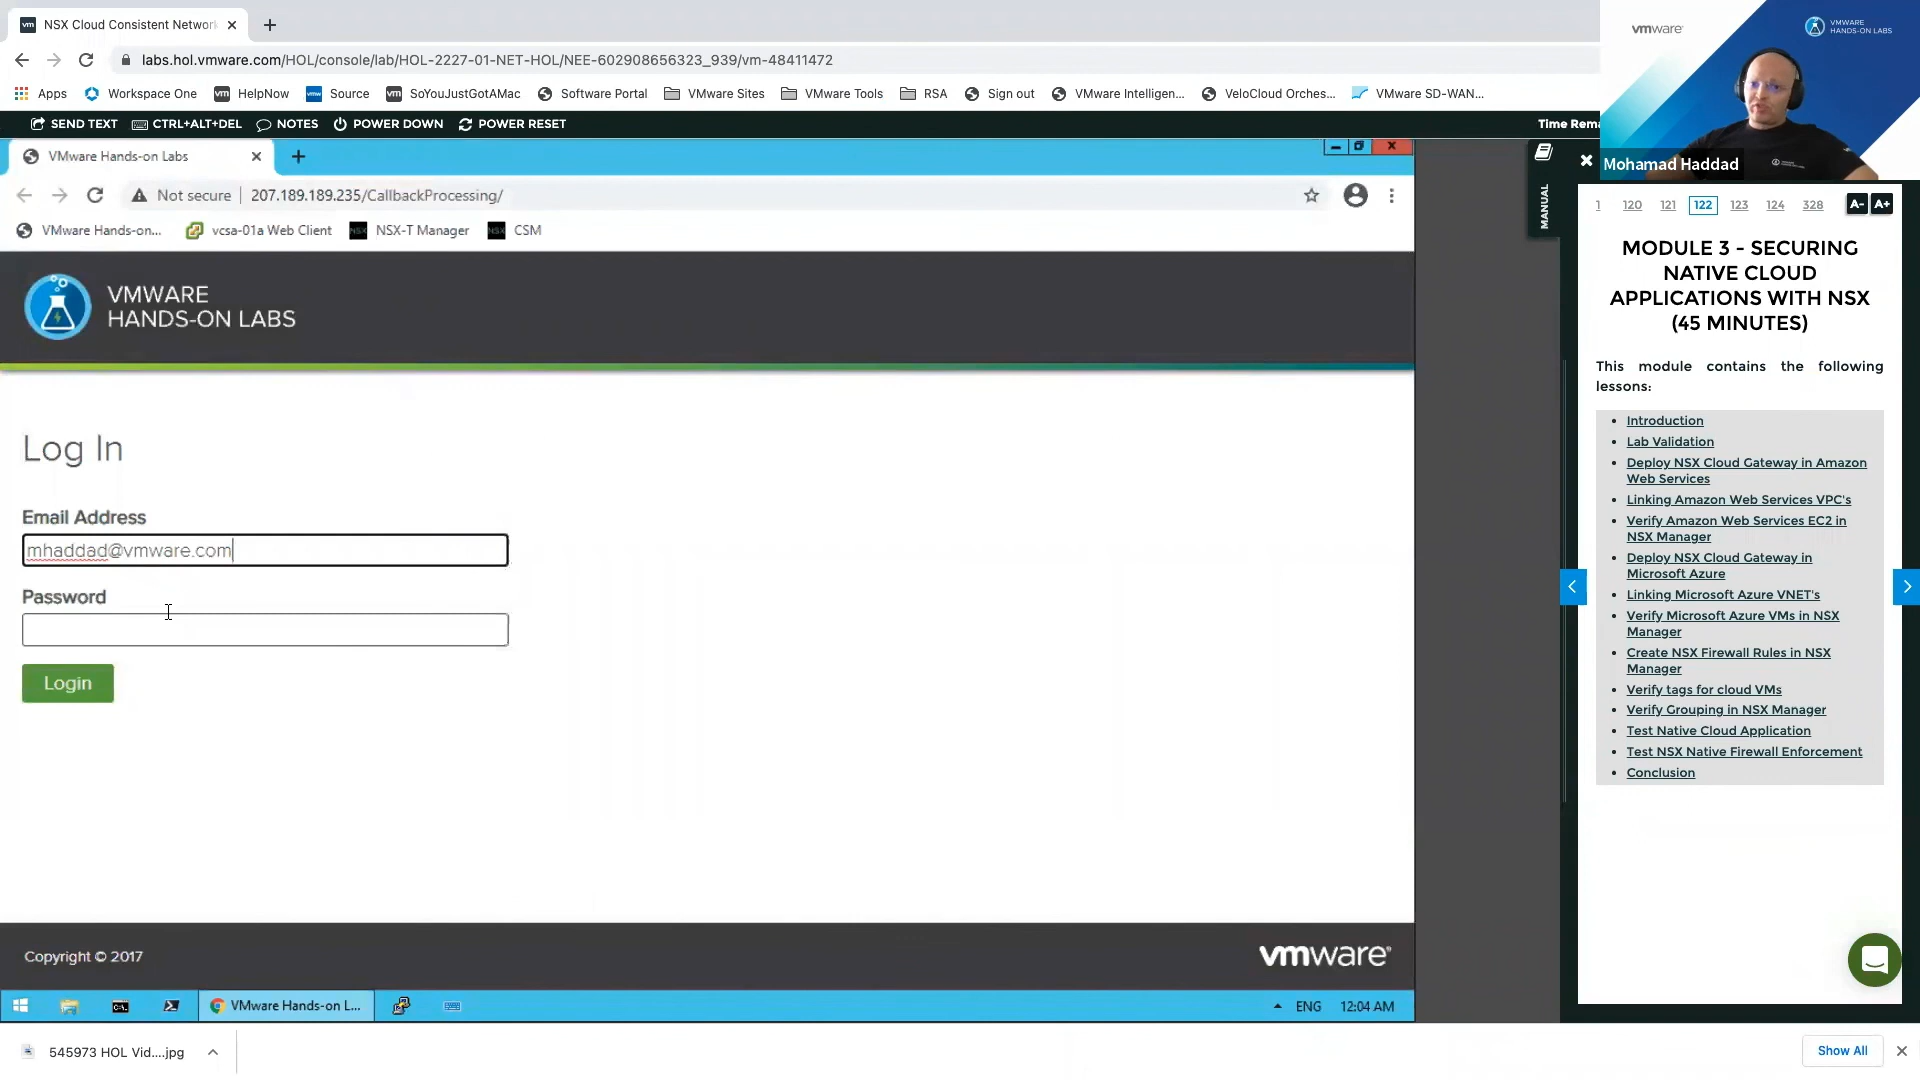 NSX Cloud Consistent Network
labs.hol.vmware.com/HOL/console/lab/HOL-2227-01-NET-HOL/NEE-602908656323_939/vm-48411472
Apps Workspace One HelpNow Source SoYouJustGotAMac Software Portal VMware Sites VMware Tools RSA Sign out VMware Intelligen... VeloCloud Orches... VMware SD-WAN...
SEND TEXT CTRL+ALT+DEL NOTES POWER DOWN POWER RESET Time Rema
vmware
VMWARE
HANDS-ON LABS
Mohamad Haddad
VMware Hands-on Labs
Not secure 207.189.189.235/CallbackProcessing/
VMware Hands-on... vcsa-01a Web Client NSX NSX-T Manager NSX CSM
VMWARE
HANDS-ON LABS
Log In
Email Address
mhaddad@vmware.com
Password
Login
Copyright © 2017
vmware
VMware Hands-on L...
ENG 12:04 AM
MANUAL
1 120 121 122 123 124 328 A- A+
MODULE 3 - SECURING
NATIVE CLOUD
APPLICATIONS WITH NSX
(45 MINUTES)
This module contains the following
lessons:
• Introduction
• Lab Validation
• Deploy NSX Cloud Gateway in Amazon
Web Services
• Linking Amazon Web Services VPC's
• Verify Amazon Web Services EC2 in
NSX Manager
• Deploy NSX Cloud Gateway in
Microsoft Azure
• Linking Microsoft Azure VNET's
• Verify Microsoft Azure VMs in NSX
Manager
• Create NSX Firewall Rules in NSX
Manager
• Verify tags for cloud VMs
• Verify Grouping in NSX Manager
• Test Native Cloud Application
• Test NSX Native Firewall Enforcement
• Conclusion
545973 HOL Vid....jpg
Show All